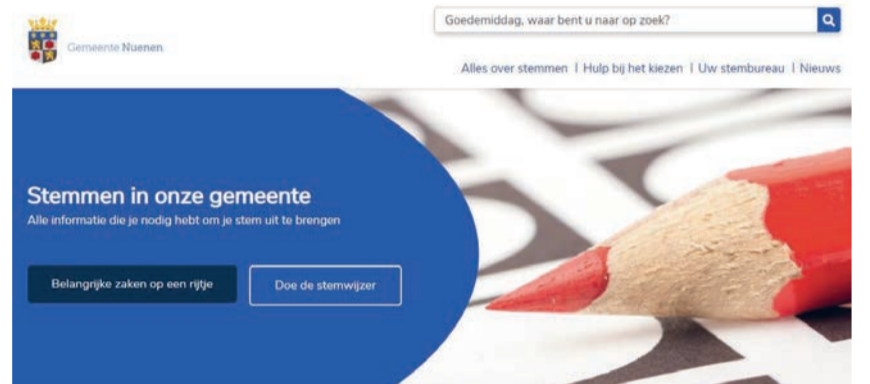 Goedemiddag, waar bent u naar op zoek?
Gemeente Nuenen
Alles over stemmen | Hulp bij het kiezen | Uw stembureau | Nieuws
Stemmen in onze gemeente
Alle informatie die je nodig hebt om je stem uit te brengen
Belangrijke zaken op een rijtje
Doe de stemwijzer